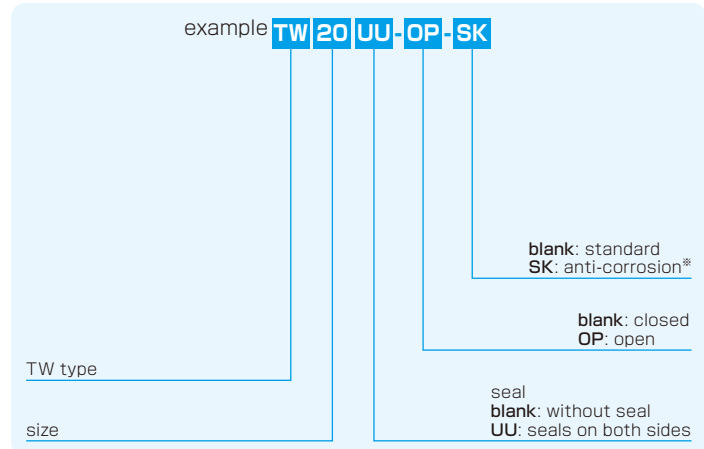 example TW 20 UU - OP - SK
blank: standard
SK: anti-corrosion※
blank: closed
OP: open
TW type
seal
blank: without seal
size
UU: seals on both sides